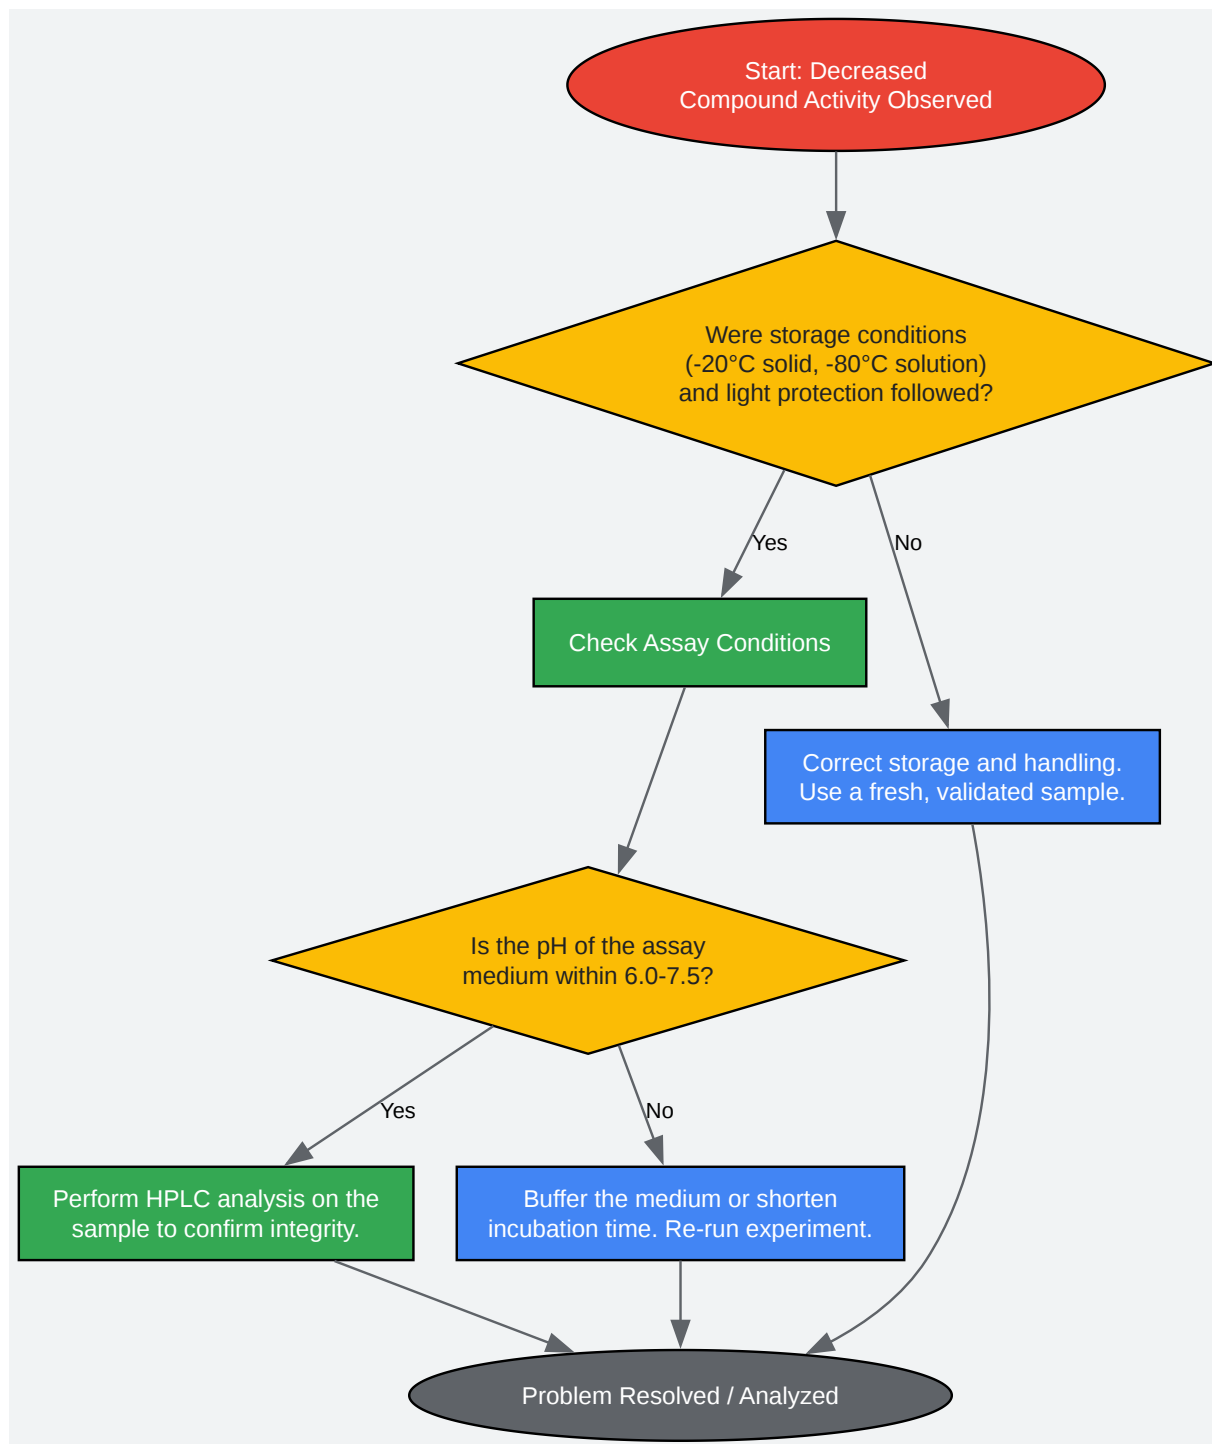 Start: Decreased
Compound Activity Observed
Were storage conditions
(-20°C solid, -80°C solution)
and light protection followed?
Yes
No
Check Assay Conditions
Correct storage and handling.
Use a fresh, validated sample.
Is the pH of the assay
medium within 6.0-7.5?
Yes
No
Perform HPLC analysis on the
sample to confirm integrity.
Buffer the medium or shorten
incubation time. Re-run experiment.
Problem Resolved / Analyzed